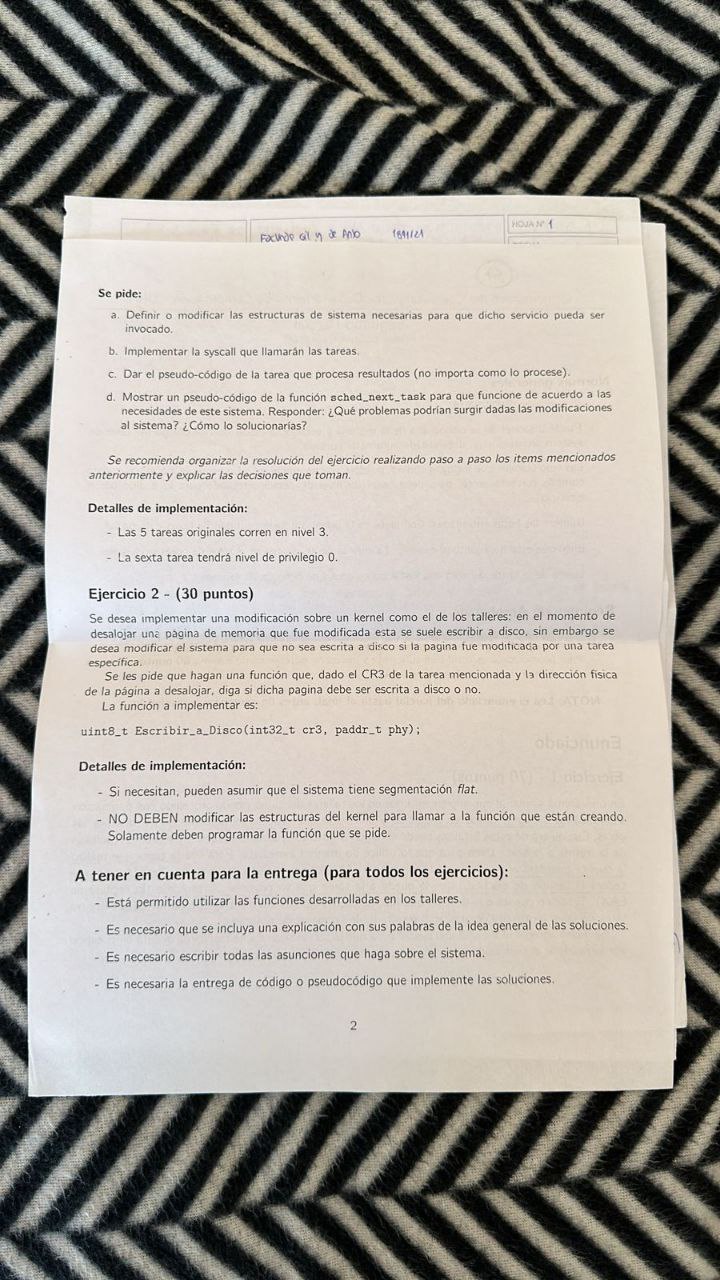 HOJA Nº 1
Facundo Gil y de Anso
Se pide:
a. Definir o modificar las estructuras de sistema necesarias para que dicho servicio pueda ser
invocado.
b. Implementar la syscall que llamarán las tareas.
c. Dar el pseudo-código de la tarea que procesa resultados (no importa como lo procese).
d. Mostrar un pseudo-código de la función sched_next_task para que funcione de acuerdo a las
necesidades de este sistema. Responder: ¿Qué problemas podrían surgir dadas las modificaciones
al sistema? ¿Cómo lo solucionarías?
Se recomienda organizar la resolución del ejercicio realizando paso a paso los items mencionados
anteriormente y explicar las decisiones que toman.
Detalles de implementación:
- Las 5 tareas originales corren en nivel 3.
- La sexta tarea tendrá nivel de privilegio 0.
Ejercicio 2 - (30 puntos)
Se desea implementar una modificación sobre un kernel como el de los talleres: en el momento de
desalojar una página de memoria que fue modificada esta se suele escribir a disco, sin embargo se
desea modificar el sistema para que no sea escrita a disco si la pagina fue modificada por una tarea
específica.
Se les pide que hagan una función que, dado el CR3 de la tarea mencionada y la dirección física
de la página a desalojar, diga si dicha pagina debe ser escrita a disco o no.
La función a implementar es:
uint8_t Escribir_a_Disco(int32_t cr3, paddr_t phy);
Detalles de implementación:
- Si necesitan, pueden asumir que el sistema tiene segmentación flat.
- NO DEBEN modificar las estructuras del kernel para llamar a la función que están creando.
Solamente deben programar la función que se pide.
A tener en cuenta para la entrega (para todos los ejercicios):
- Está permitido utilizar las funciones desarrolladas en los talleres.
- Es necesario que se incluya una explicación con sus palabras de la idea general de las soluciones.
- Es necesario escribir todas las asunciones que haga sobre el sistema.
- Es necesaria la entrega de código o pseudocódigo que implemente las soluciones.
2